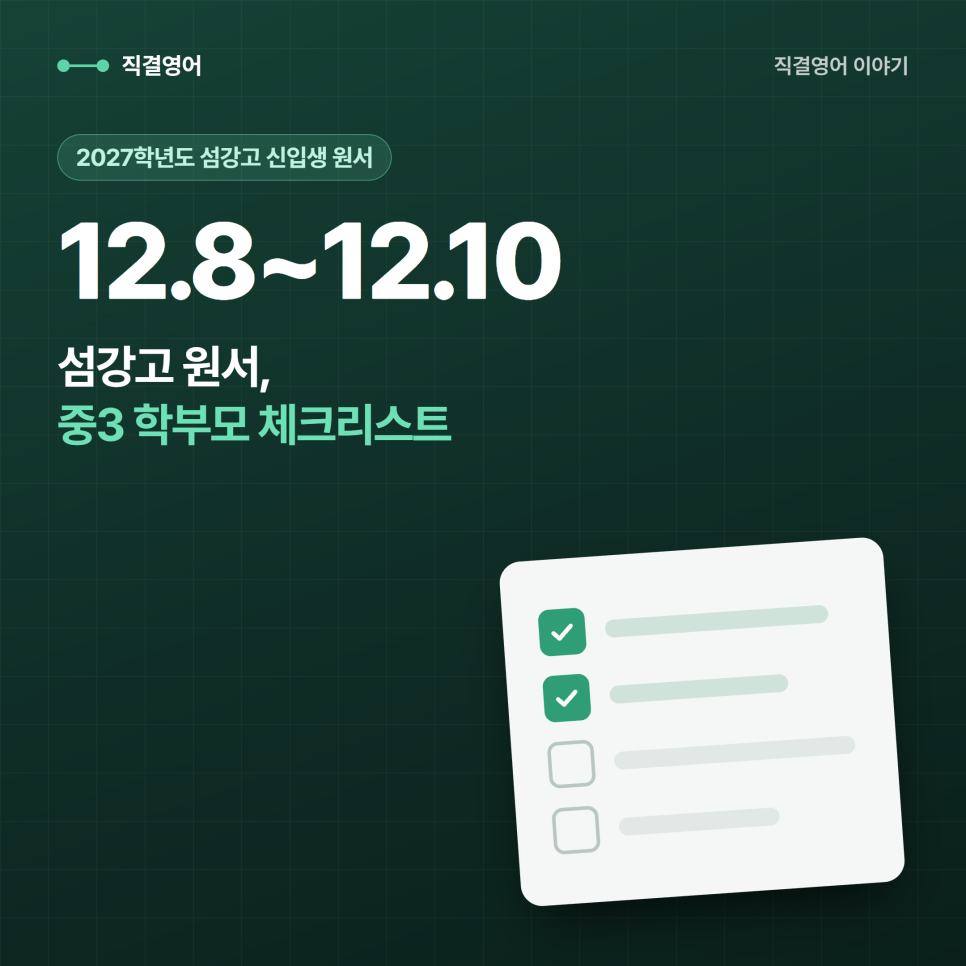 직결영어
직결영어 이야기
2027학년도 섬강고 신입생 원서
12.8~12.10
섬강고 원서,
중3 학부모 체크리스트